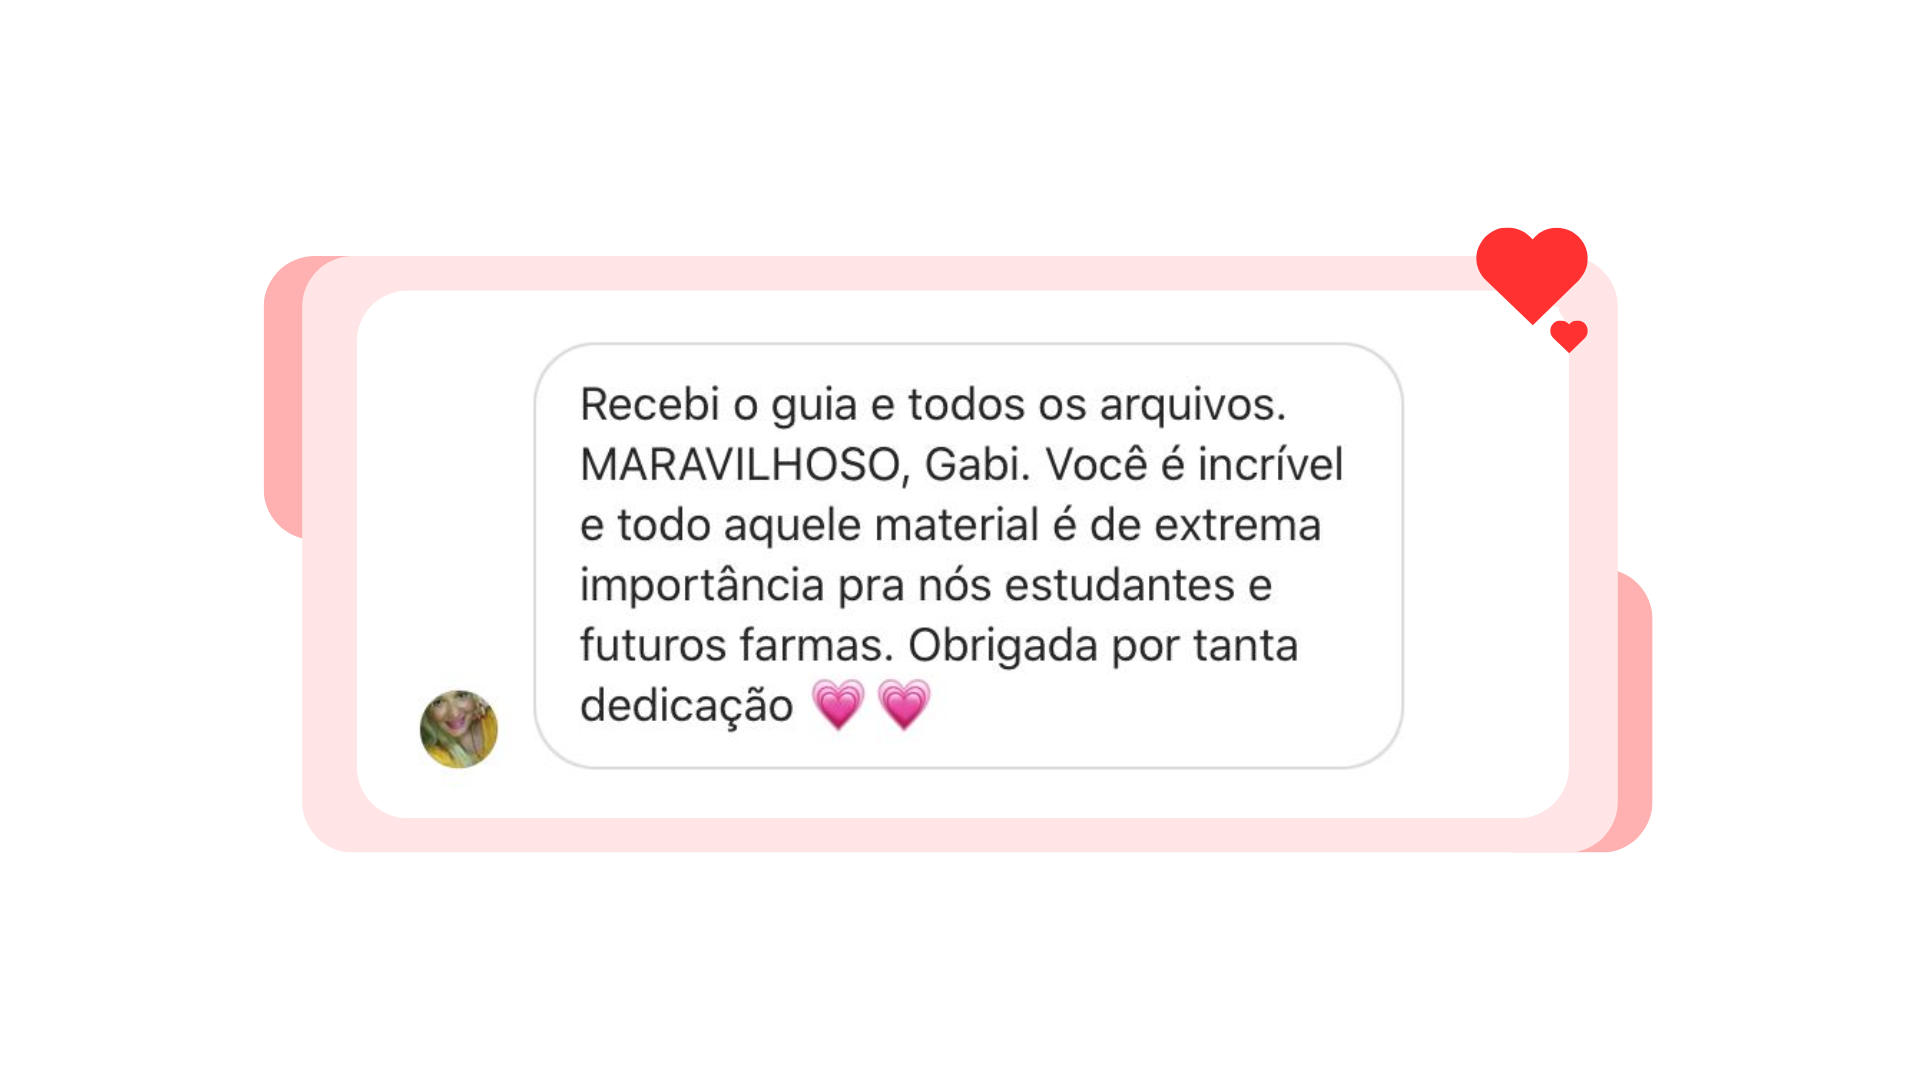 Recebi o guia e todos os arquivos.
MARAVILHOSO, Gabi. Você é incrível
e todo aquele material é de extrema
importância pra nós estudantes e
futuros farmas. Obrigada por tanta
dedicação 💗 💗